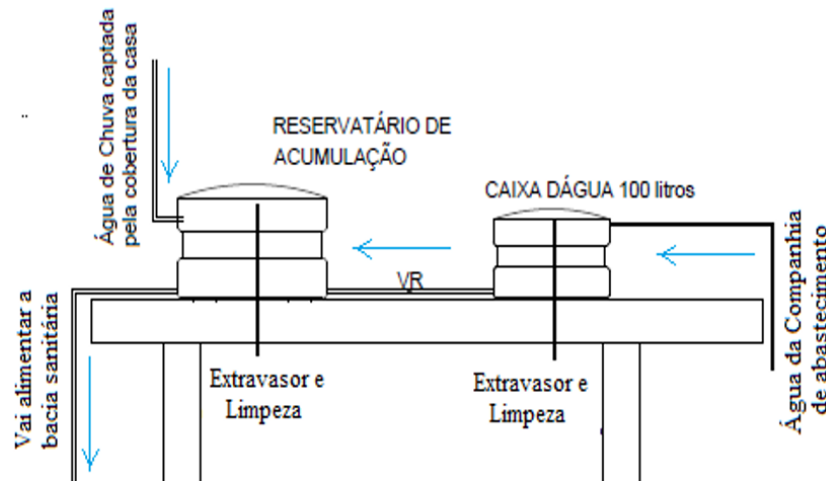 Água de Chuva captada
pela cobertura da casa
RESERVATÁRIO DE
ACUMULAÇÃO
CAIXA DÁGUA 100 litros
Água da Companhia
de abastecimento
VR
Vai alimentar a
bacia sanitária
Extravasor e
Limpeza
Extravasor e
Limpeza